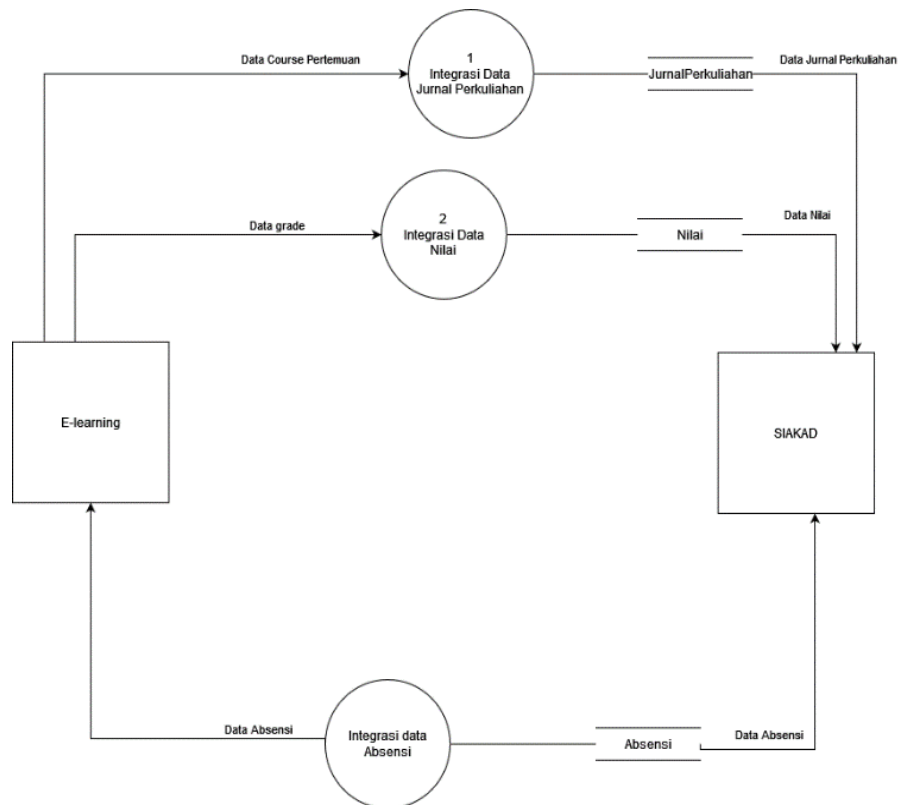 Data Course Pertemuan
1
Integrasi Data
Jurnal Perkuliahan
JurnalPerkuliahan
Data Jurnal Perkuliahan
Data grade
2
Integrasi Data
Nilai
Nilai
Data Nilai
E-learning
SIAKAD
Data Absensi
Integrasi data
Absensi
Absensi
Data Absensi